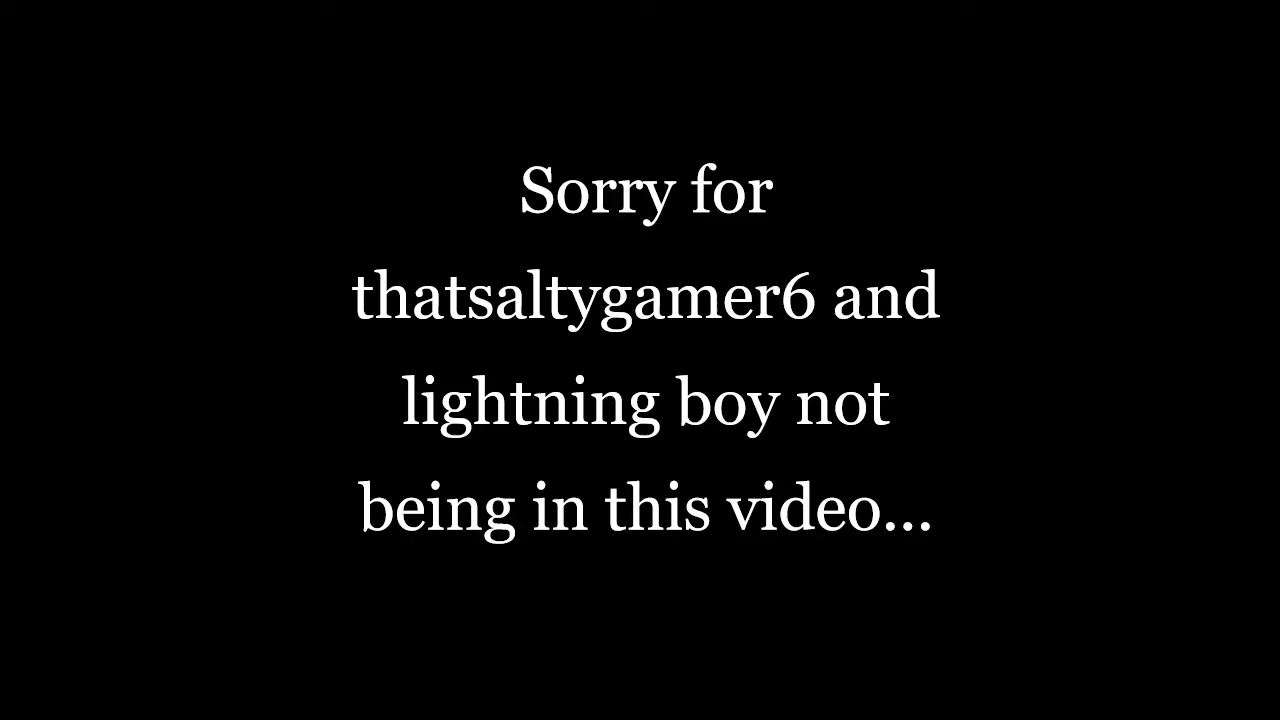 Sorry for
thatsaltygamer6 and
lightning boy not
being in this video...